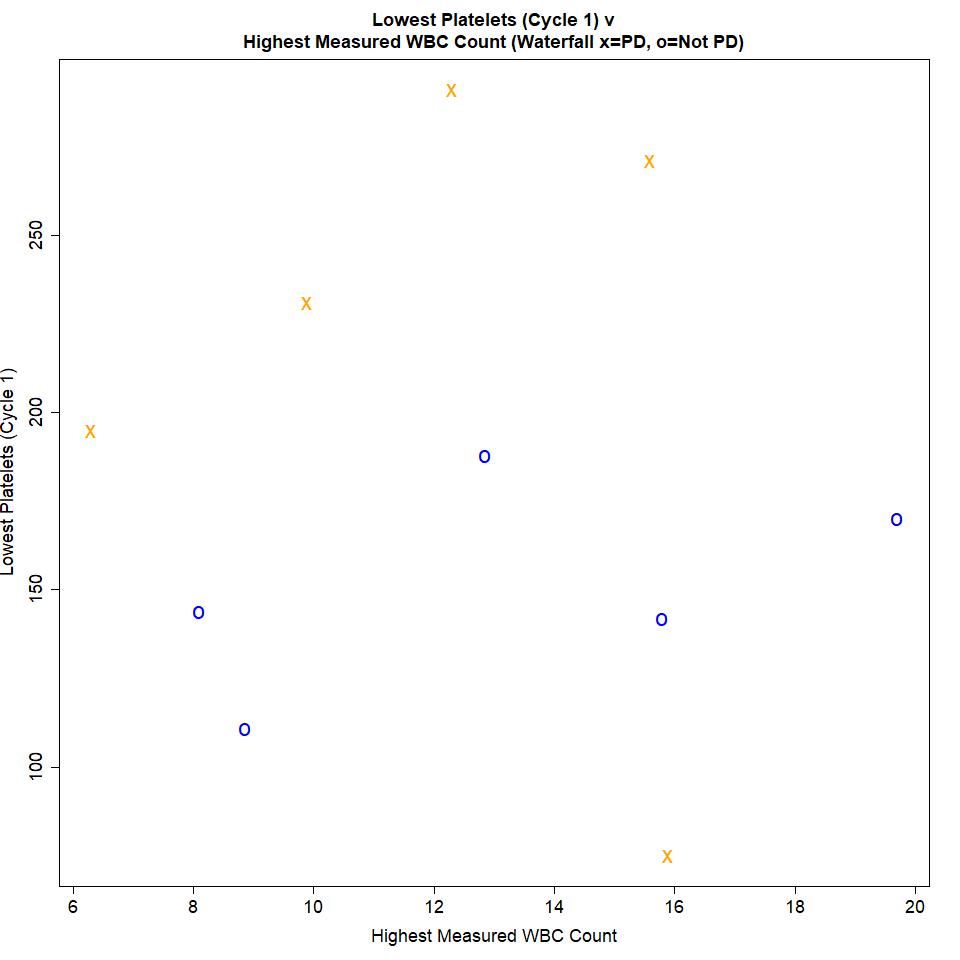 Lowest Platelets (Cycle 1) v
Highest Measured WBC Count (Waterfall x=PD, o=Not PD)
Lowest Platelets (Cycle 1)
250
200
150
100
X
X
X
X
O
O
O
O
O
X
6 8 10 12 14 16 18 20
Highest Measured WBC Count